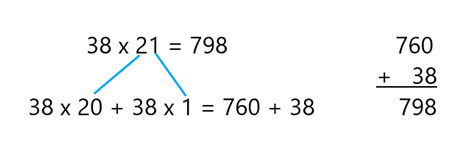 38 x 21 = 798
38 x 20 + 38 x 1 = 760 + 38
760
+ 38
798